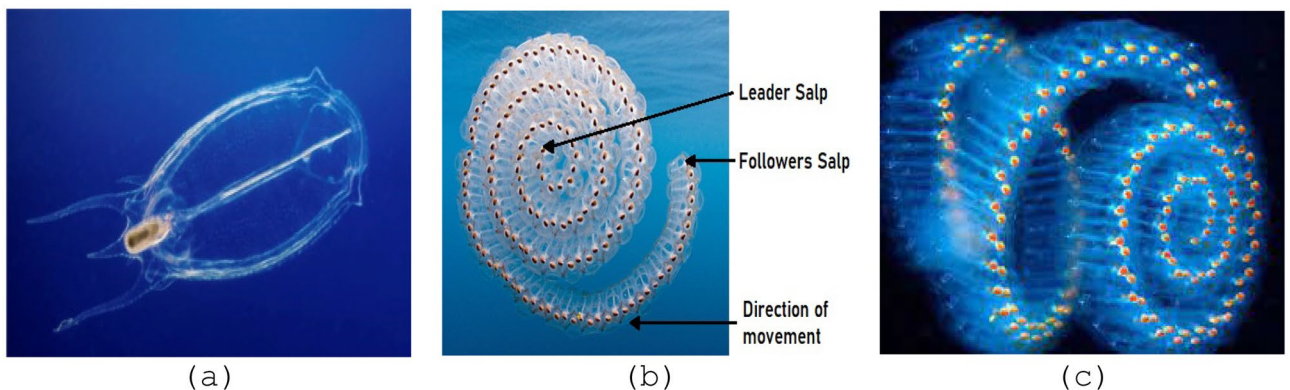 Leader Salp
Followers Salp
Direction of
movement
(a)
(b)
(c)